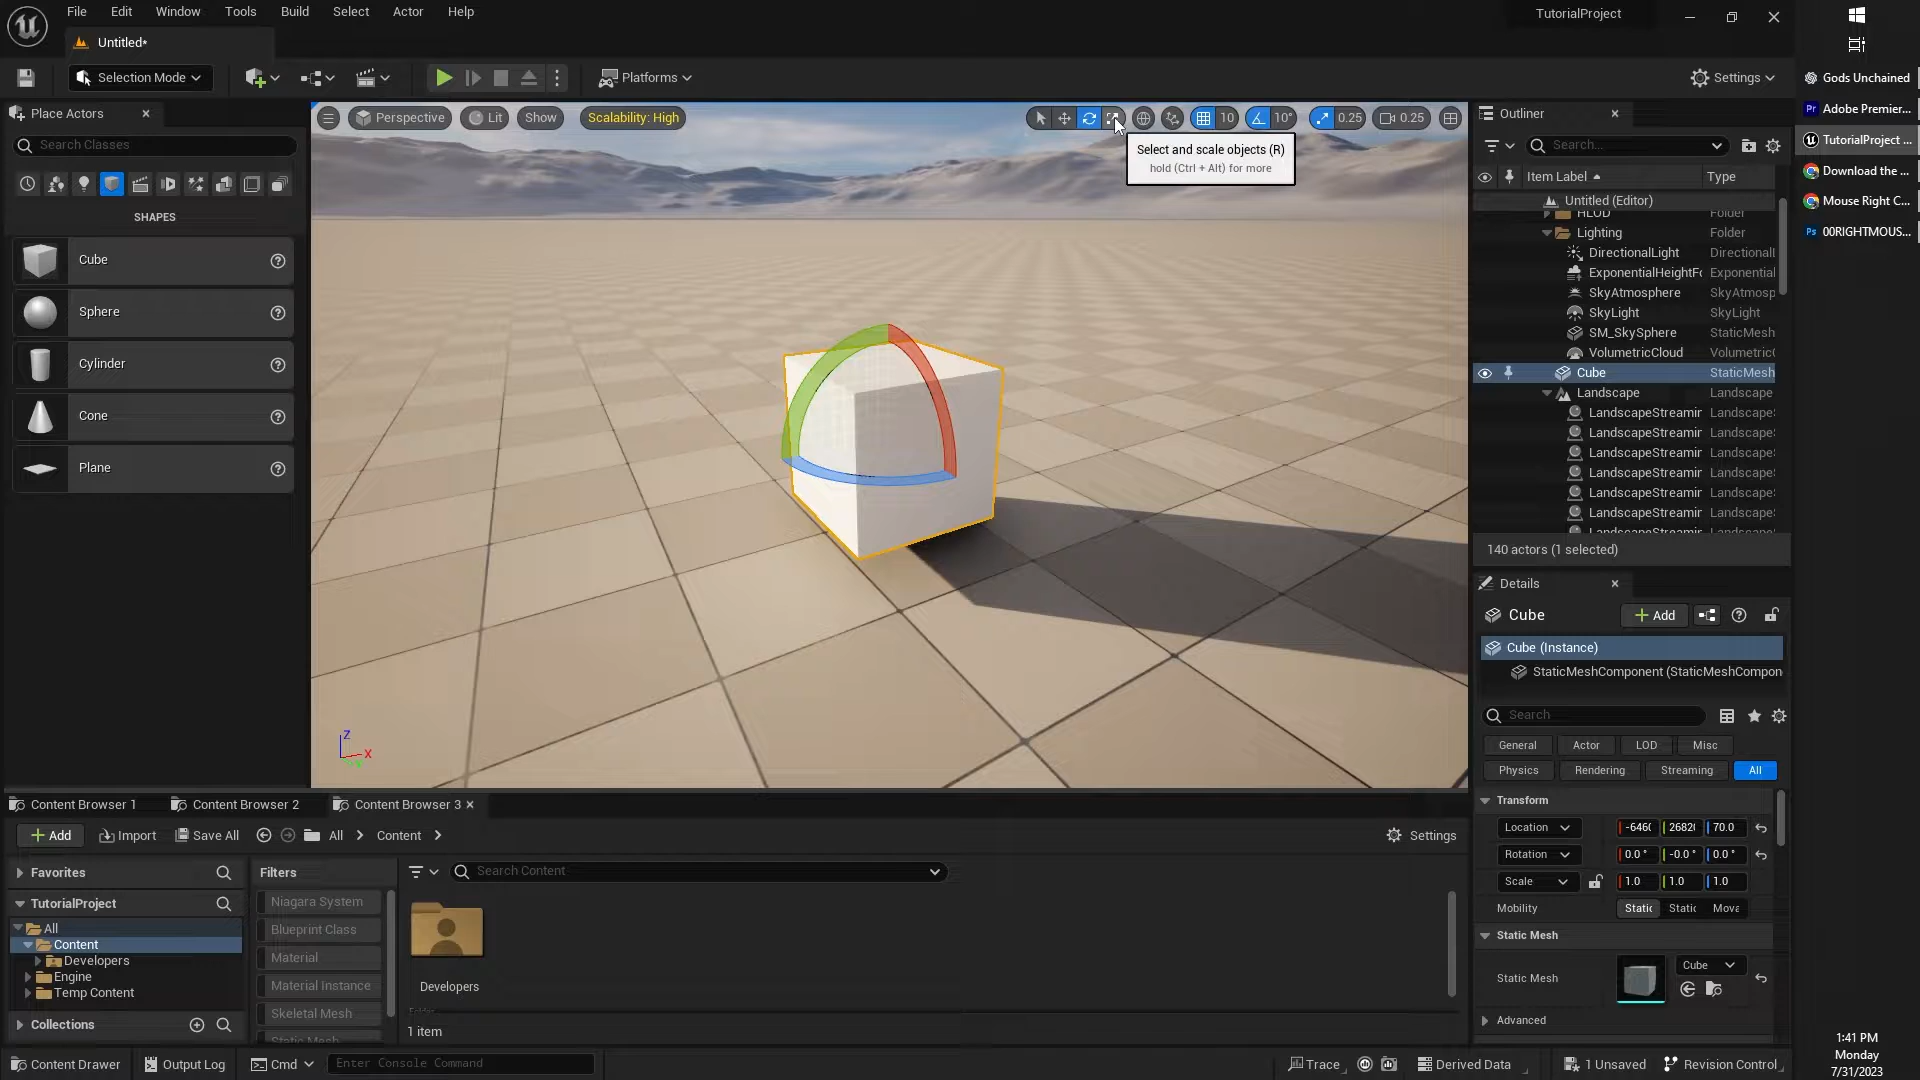 File Edit Window Tools Build Select Actor Help
TutorialProject
Untitled*
Selection Mode
Platforms
Settings
Place Actors
Search Classes
SHAPES
Cube
Sphere
Cylinder
Cone
Plane
Perspective Lit Show Scalability: High
10 10° 0.25 0.25
Select and scale objects (R)
hold (Ctrl + Alt) for more
Z
X
Outliner
Search...
Item Label Type
Untitled (Editor)
HLOD Folder
Lighting Folder
DirectionalLight Directionall
ExponentialHeightFo Exponential
SkyAtmosphere SkyAtmosp
SkyLight SkyLight
SM_SkySphere StaticMesh
VolumetricCloud Volumetric
Cube StaticMesh
Landscape Landscape
LandscapeStreamin Landscape
LandscapeStreamin Landscape
LandscapeStreamin Landscape
LandscapeStreamin Landscape
LandscapeStreamin Landscape
LandscapeStreamin Landscape
140 actors (1 selected)
Details
Cube
Add
Cube (Instance)
StaticMeshComponent (StaticMeshCompon
Search
General Actor LOD Misc
Physics Rendering Streaming All
Transform
Location -6460 26820 70.0
Rotation 0.0 ° -0.0 ° 0.0 °
Scale 1.0 1.0 1.0
Mobility Static Static Mova
Static Mesh
Static Mesh Cube
Advanced
Content Browser 1 Content Browser 2 Content Browser 3
Add Import Save All All Content Settings
Favorites
TutorialProject
All
Content
Developers
Engine
Temp Content
Collections
Filters
Niagara System
Blueprint Class
Material
Material Instance
Skeletal Mesh
Static Mesh
Search Content
Developers
Folder
1 item
Content Drawer Output Log Cmd Enter Console Command
Trace Derived Data 1 Unsaved Revision Control
Gods Unchained
Pr Adobe Premier...
TutorialProject ...
Download the ...
Mouse Right C...
Ps 00RIGHTMOUS...
1:41 PM
Monday
7/31/2023